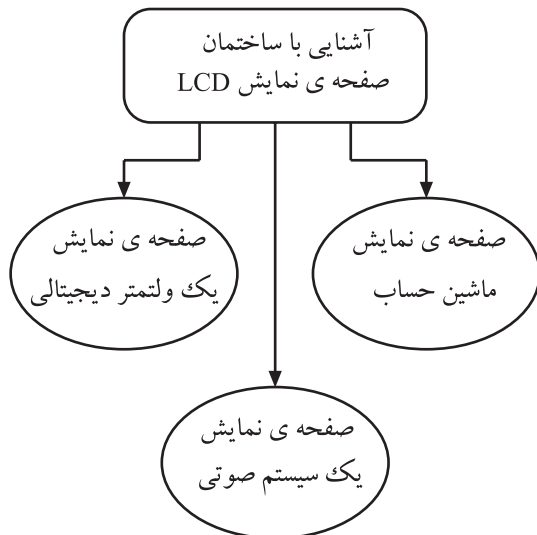 آشنایی با ساختمان
صفحه ی نمایش LCD
صفحه ی نمایش
ماشین حساب
صفحه ی نمایش
یک ولتمتر دیجیتالی
صفحه ی نمایش
یک سیستم صوتی